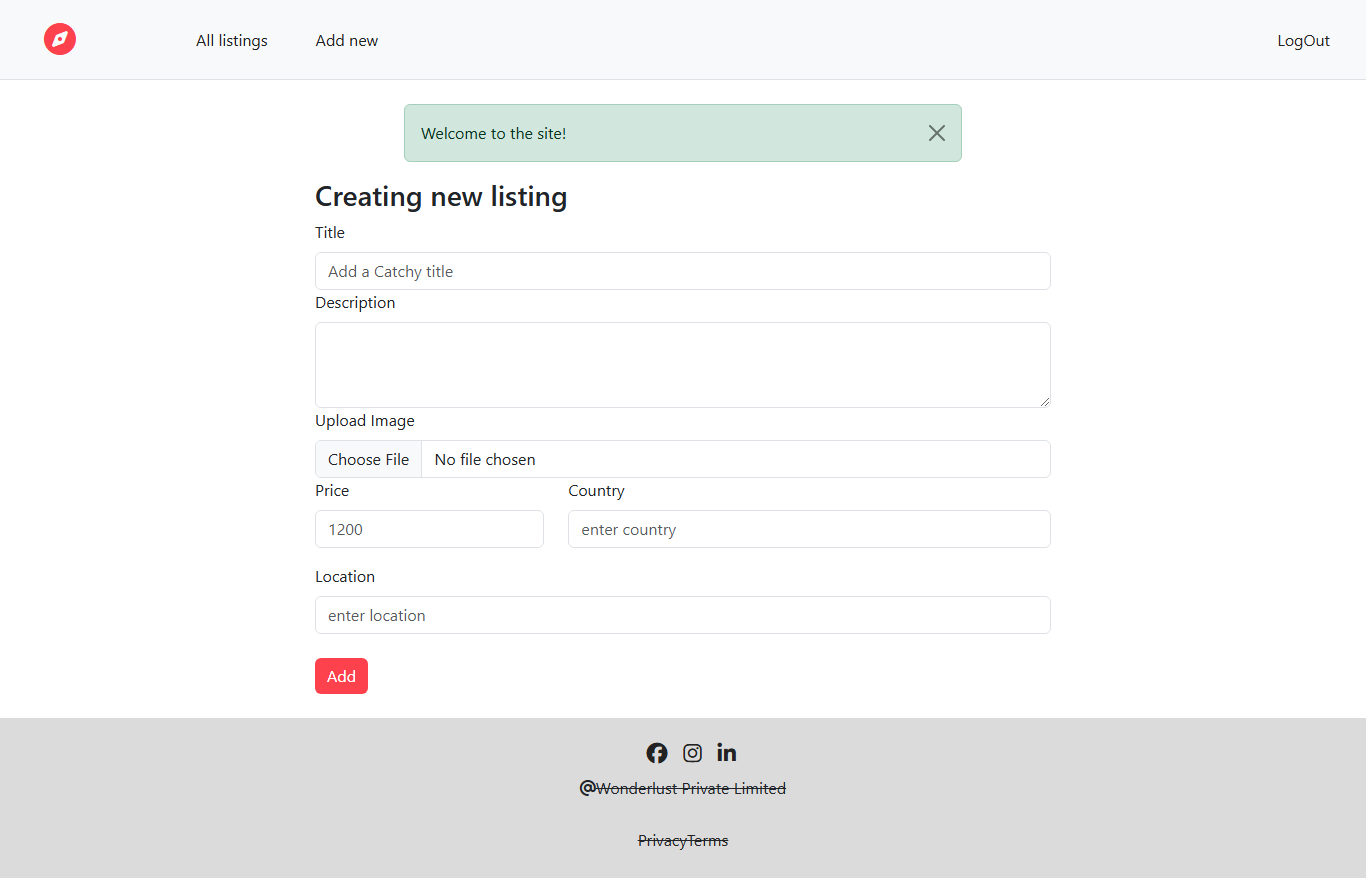 All listings Add new LogOut
Welcome to the site!
Creating new listing
Title
Add a Catchy title
Description
Upload Image
Choose File No file chosen
Price Country
1200 enter country
Location
enter location
Add
in
@Wonderlust Private Limited
PrivacyTerms